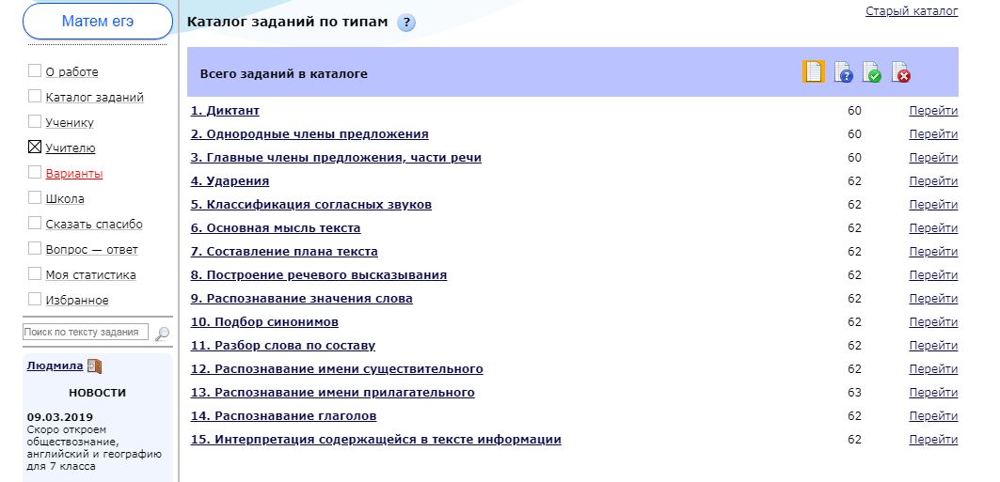 Матем егэ
О работе
Каталог заданий
Ученику
Учителю
Варианты
Школа
Сказать спасибо
Вопрос — ответ
Моя статистика
Избранное
Поиск по тексту задания
Людмила
НОВОСТИ
09.03.2019
Скоро откроем
обществознание,
английский и географию
для 7 класса
Старый каталог
Каталог заданий по типам ?
Всего заданий в каталоге
1. Диктант 60 Перейти
2. Однородные члены предложения 60 Перейти
3. Главные члены предложения, части речи 60 Перейти
4. Ударения 62 Перейти
5. Классификация согласных звуков 62 Перейти
6. Основная мысль текста 62 Перейти
7. Составление плана текста 62 Перейти
8. Построение речевого высказывания 62 Перейти
9. Распознавание значения слова 62 Перейти
10. Подбор синонимов 62 Перейти
11. Разбор слова по составу 62 Перейти
12. Распознавание имени существительного 62 Перейти
13. Распознавание имени прилагательного 63 Перейти
14. Распознавание глаголов 62 Перейти
15. Интерпретация содержащейся в тексте информации 62 Перейти